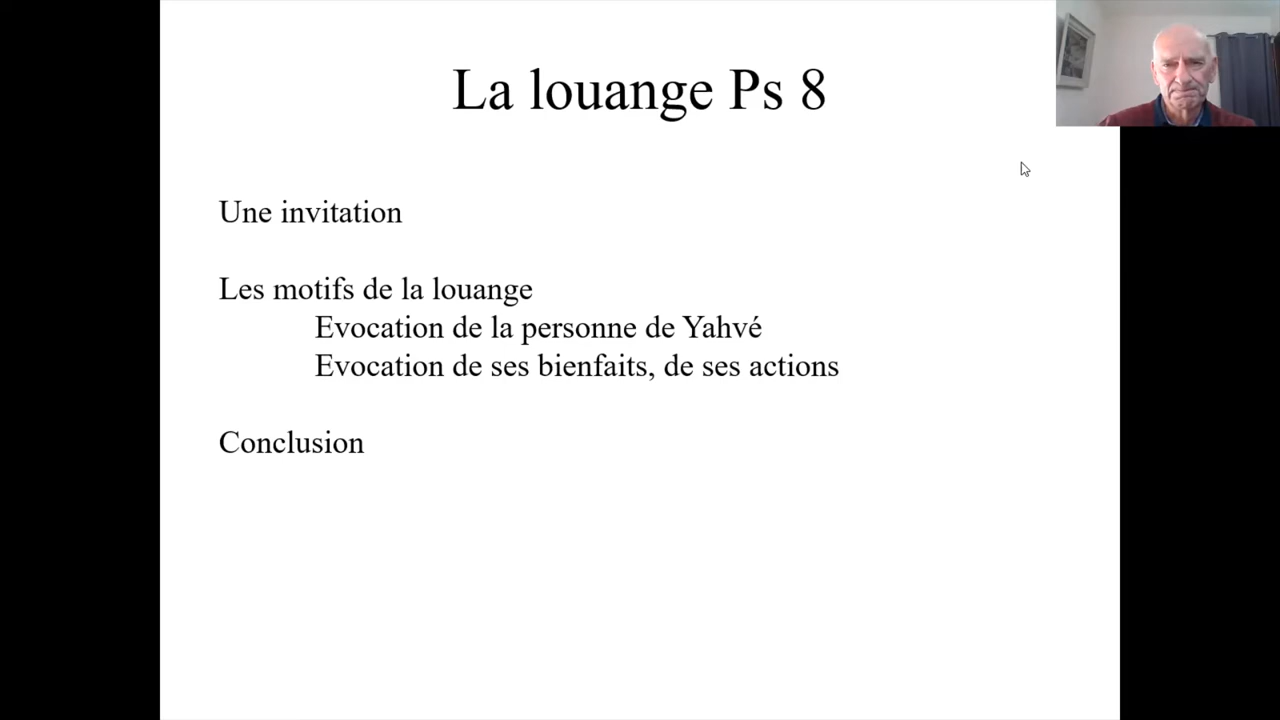 La louange Ps 8
Une invitation
Les motifs de la louange
Evocation de la personne de Yahvé
Evocation de ses bienfaits, de ses actions
Conclusion